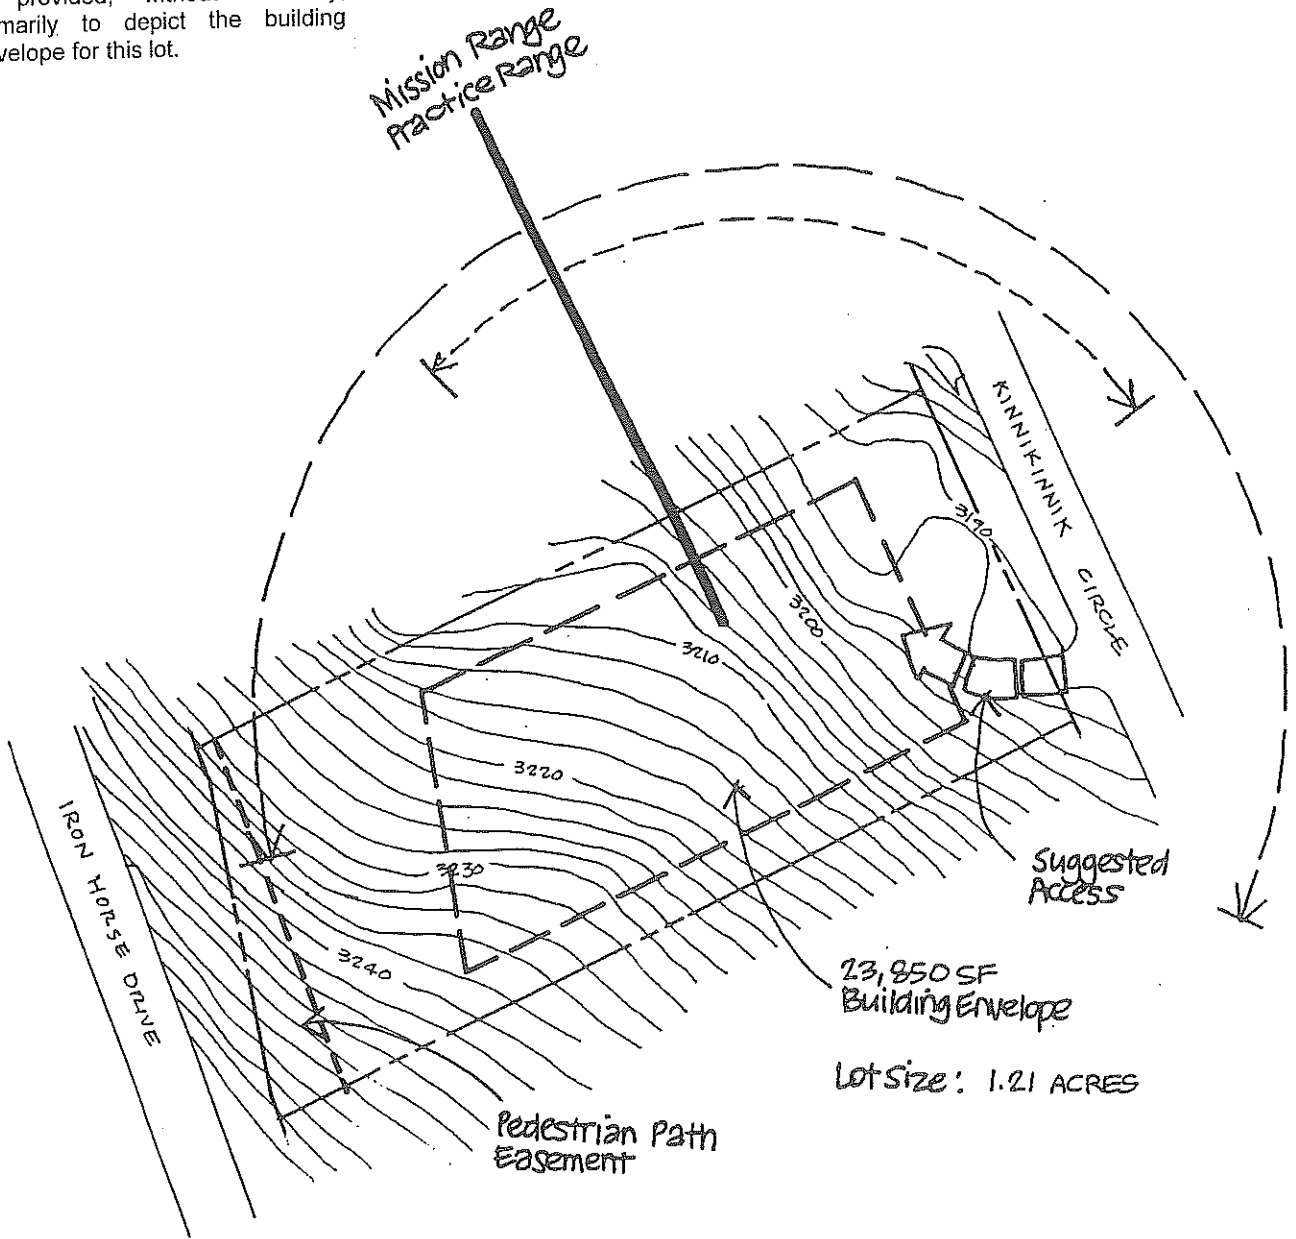 provided,
marily to depict the building
velope for this lot.
Mission Range
Practice Range
KINNIKINNIK CIRCLE
3190
3200
3210
3220
3230
3240
IRON HORSE DRIVE
Suggested
Access
23,850 SF
Building Envelope
Lot Size: 1.21 ACRES
Pedestrian Path
Easement